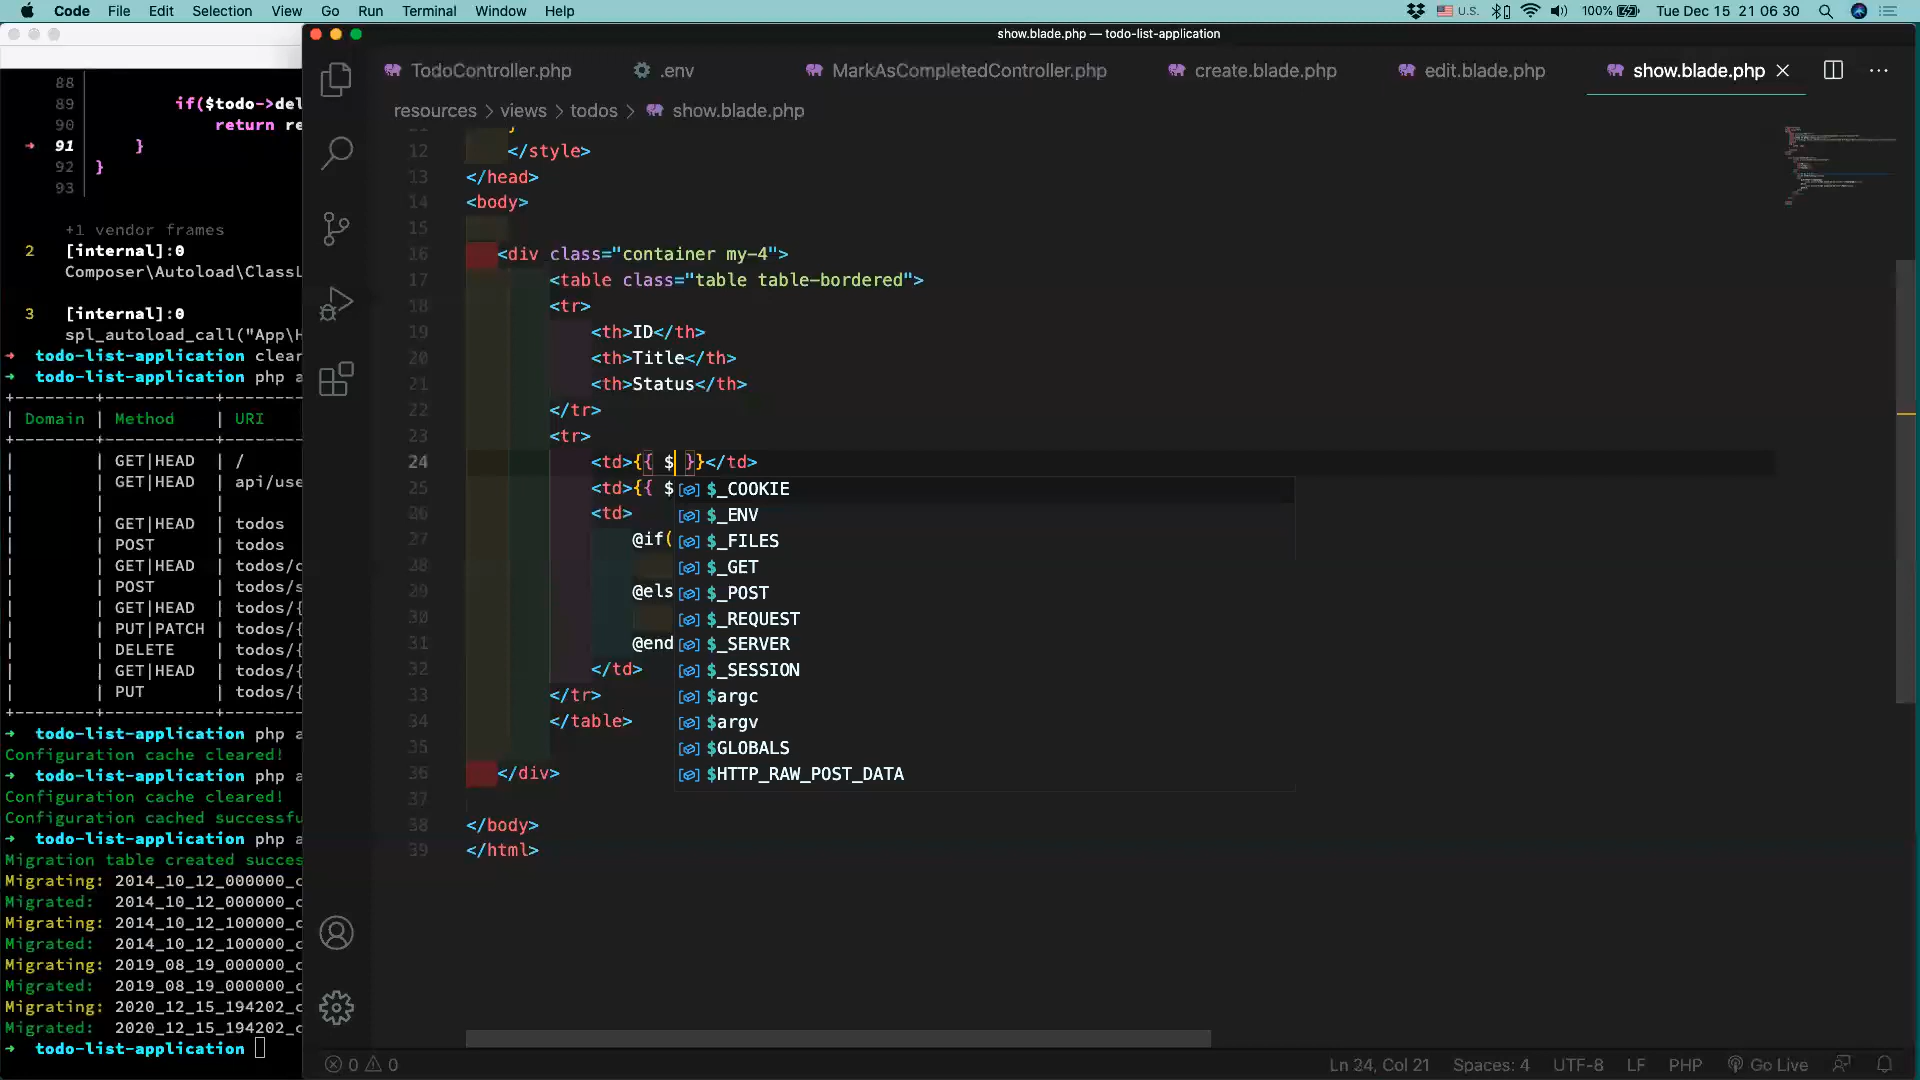 Code File Edit Selection View Go Run Terminal Window Help
U.S. 100% Tue Dec 15 21 06 30
show.blade.php — todo-list-application
TodoController.php .env MarkAsCompletedController.php create.blade.php edit.blade.php show.blade.php
resources > views > todos > show.blade.php
88
89 if($todo->del
90 return re
91 }
92 }
93
+1 vendor frames
2 [internal]:0
Composer\Autoload\ClassL
3 [internal]:0
spl_autoload_call("App\H
→ todo-list-application clear
→ todo-list-application php a
+--------+-----------+------
| Domain | Method | URI
+--------+-----------+------
| | GET|HEAD | /
| | GET|HEAD | api/use
| | |
| | GET|HEAD | todos
| | POST | todos
| | GET|HEAD | todos/c
| | POST | todos/s
| | GET|HEAD | todos/{
| | PUT|PATCH | todos/{
| | DELETE | todos/{
| | GET|HEAD | todos/{
| | PUT | todos/{
+--------+-----------+------
→ todo-list-application php a
Configuration cache cleared!
→ todo-list-application php a
Configuration cache cleared!
Configuration cached successfu
→ todo-list-application php a
Migration table created succes
Migrating: 2014_10_12_000000_c
Migrated: 2014_10_12_000000_c
Migrating: 2014_10_12_100000_c
Migrated: 2014_10_12_100000_c
Migrating: 2019_08_19_000000_c
Migrated: 2019_08_19_000000_c
Migrating: 2020_12_15_194202_c
Migrated: 2020_12_15_194202_c
→ todo-list-application
12 </style>
13 </head>
14 <body>
15
16 <div class="container my-4">
17 <table class="table table-bordered">
18 <tr>
19 <th>ID</th>
20 <th>Title</th>
21 <th>Status</th>
22 </tr>
23 <tr>
24 <td>{{ $ }}</td>
25 <td>{{ $
26 <td>
27 @if(
28
29 @els
30
31 @end
32 </td>
33 </tr>
34 </table>
35
36 </div>
37
38 </body>
39 </html>
$_COOKIE
$_ENV
$_FILES
$_GET
$_POST
$_REQUEST
$_SERVER
$_SESSION
$argc
$argv
$GLOBALS
$HTTP_RAW_POST_DATA
0 0 Ln 24, Col 21 Spaces: 4 UTF-8 LF PHP Go Live